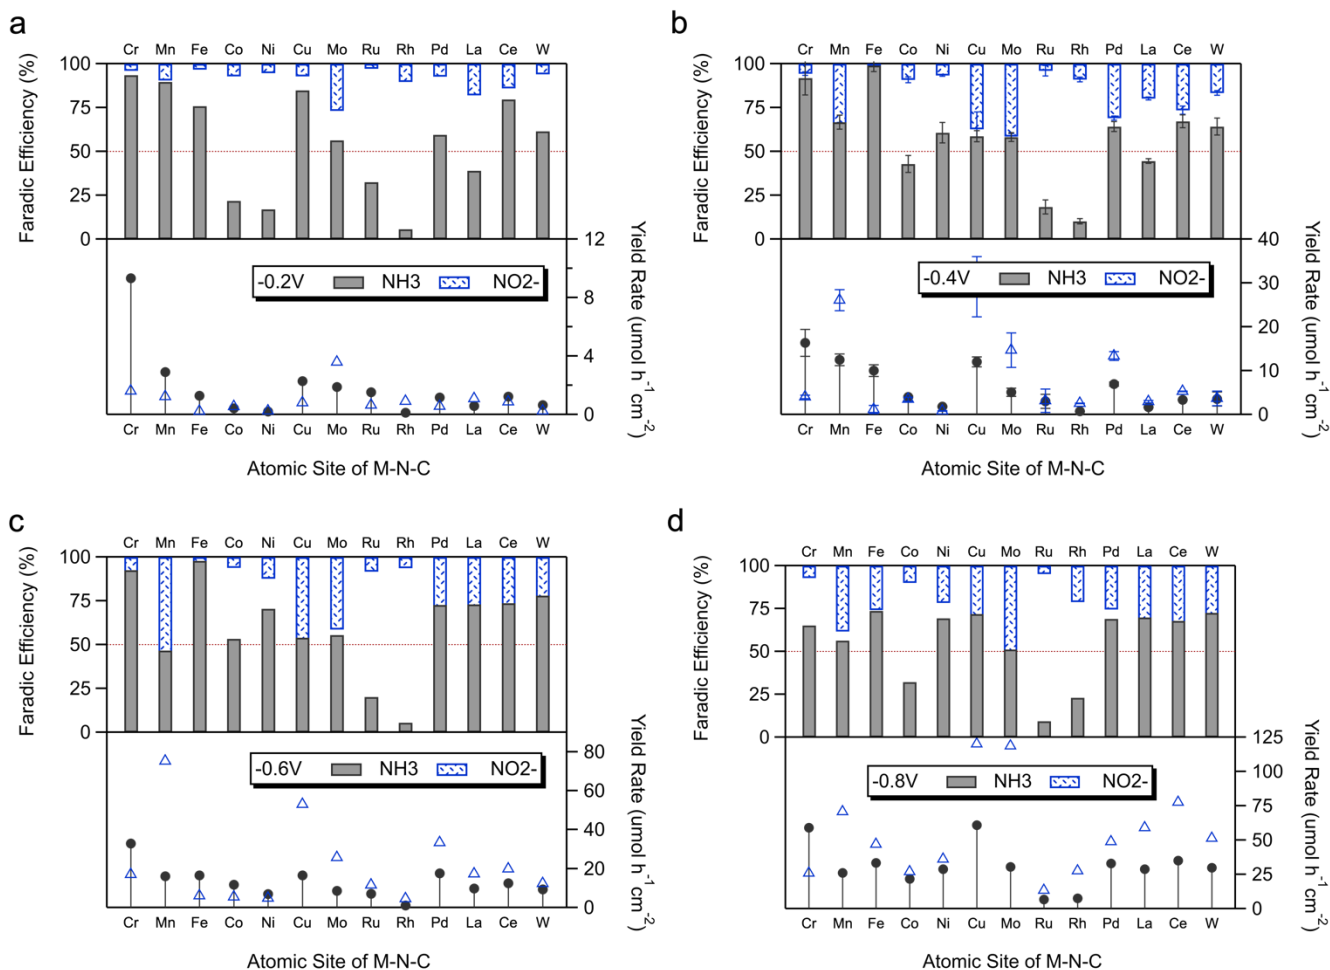 a
Cr Mn Fe Co Ni Cu Mo Ru Rh Pd La Ce W
Faradic Efficiency (%)
100
75
50
25
0
12
8
4
0
Yield Rate (umol h⁻¹ cm⁻²)
-0.2V NH3 NO2-
Cr Mn Fe Co Ni Cu Mo Ru Rh Pd La Ce W
Atomic Site of M-N-C
b
Cr Mn Fe Co Ni Cu Mo Ru Rh Pd La Ce W
Faradic Efficiency (%)
100
75
50
25
0
40
30
20
10
0
Yield Rate (umol h⁻¹ cm⁻²)
-0.4V NH3 NO2-
Cr Mn Fe Co Ni Cu Mo Ru Rh Pd La Ce W
Atomic Site of M-N-C
c
Cr Mn Fe Co Ni Cu Mo Ru Rh Pd La Ce W
Faradic Efficiency (%)
100
75
50
25
0
80
60
40
20
0
Yield Rate (umol h⁻¹ cm⁻²)
-0.6V NH3 NO2-
Cr Mn Fe Co Ni Cu Mo Ru Rh Pd La Ce W
Atomic Site of M-N-C
d
Cr Mn Fe Co Ni Cu Mo Ru Rh Pd La Ce W
Faradic Efficiency (%)
100
75
50
25
0
125
100
75
50
25
0
Yield Rate (umol h⁻¹ cm⁻²)
-0.8V NH3 NO2-
Cr Mn Fe Co Ni Cu Mo Ru Rh Pd La Ce W
Atomic Site of M-N-C